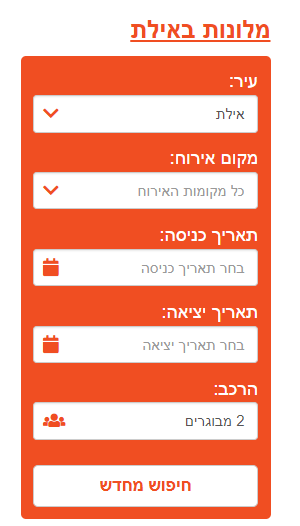 מלונות באילת
עיר:
אילת
מקום אירוח:
כל מקומות האירוח
תאריך כניסה:
בחר תאריך כניסה
תאריך יציאה:
בחר תאריך יציאה
הרכב:
2 מבוגרים
חיפוש מחדש